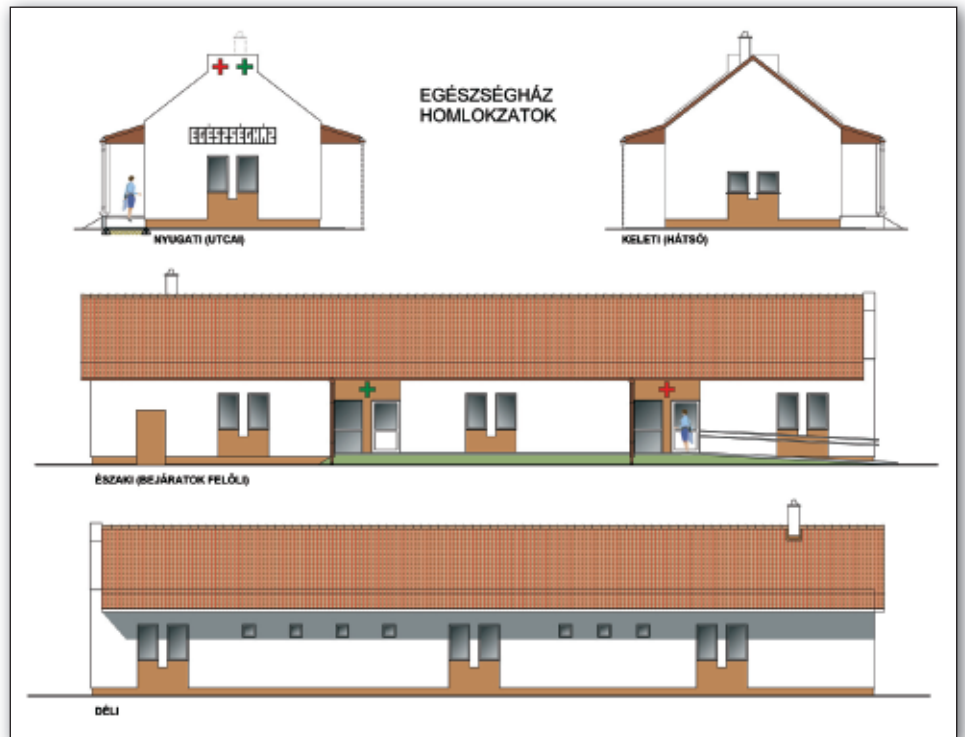 EGÉSZSÉGHÁZ
HOMLOKZATOK
EGÉSZSÉGHÁZ
NYUGATI (UTCAI)
KELETI (HÁTSÓ)
ÉSZAKI (BEJÁRATOK FELŐLI)
DÉLI